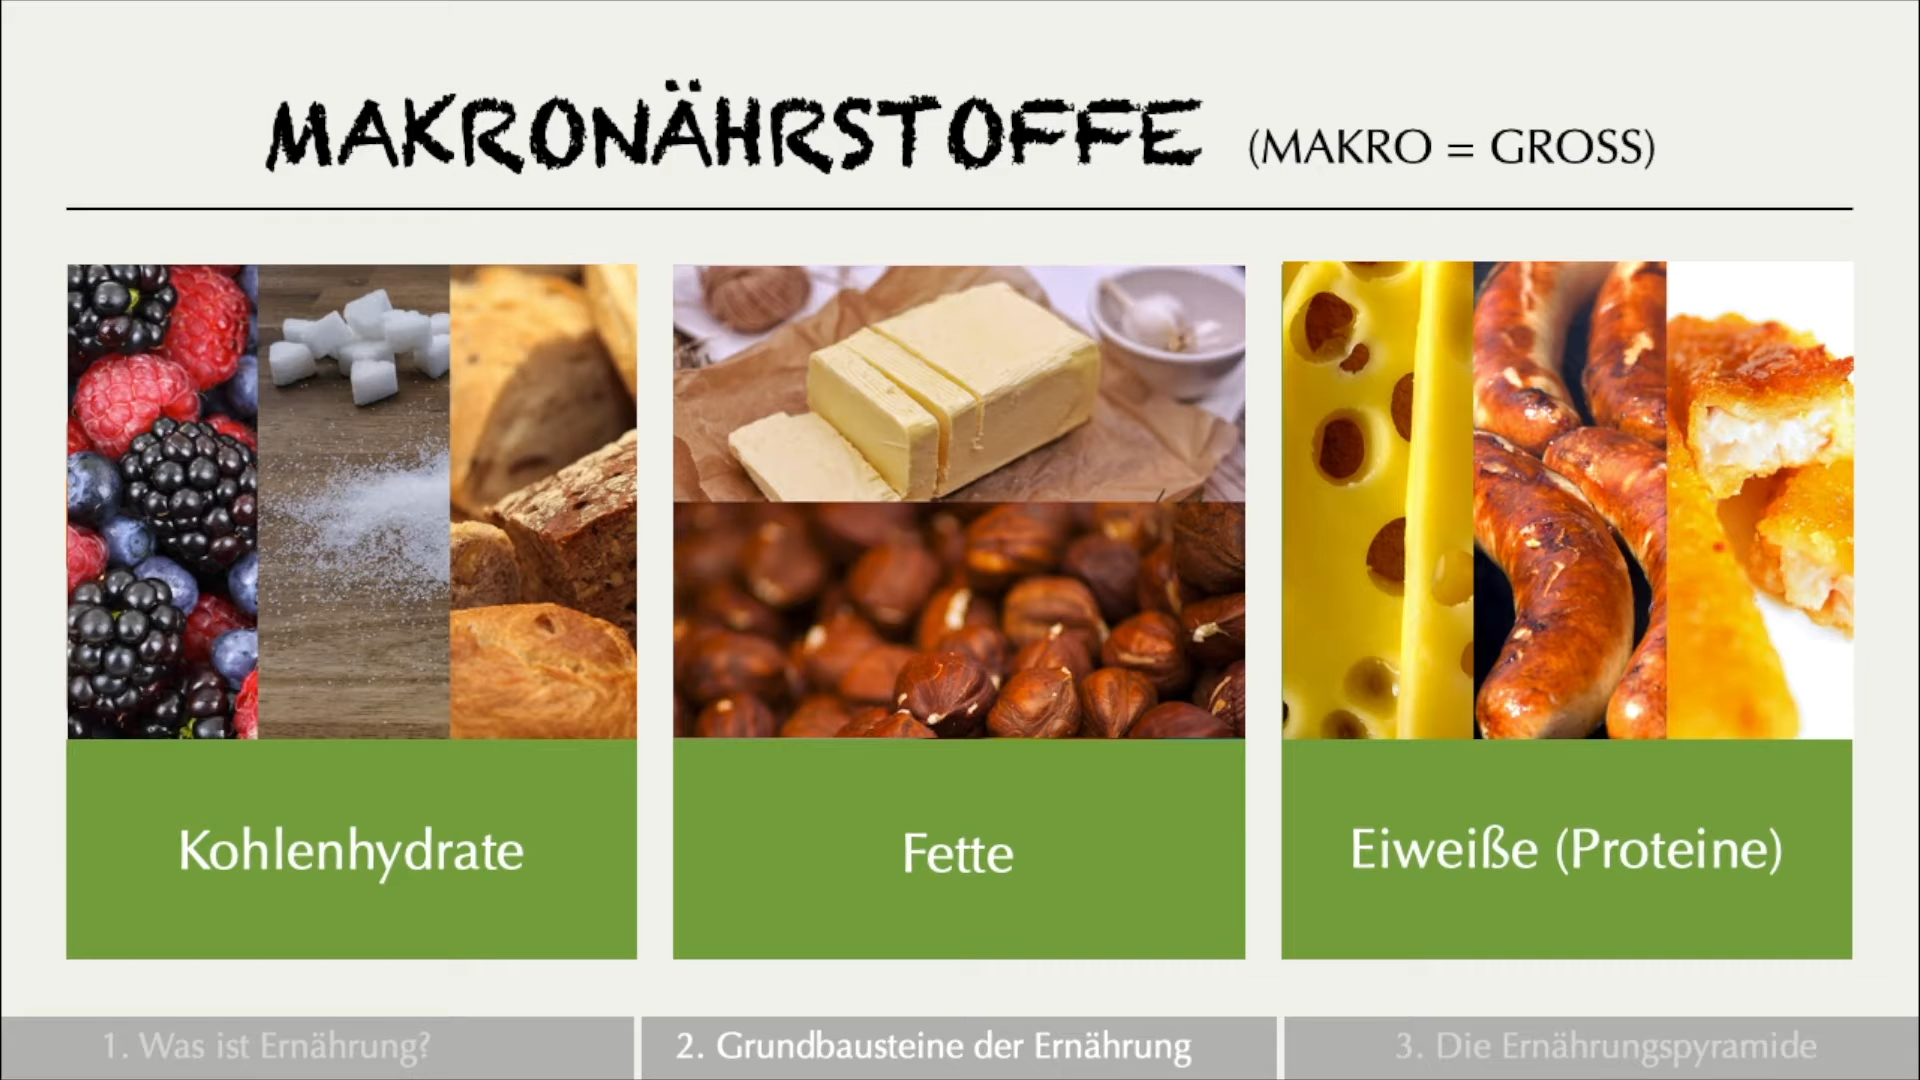 MAKRONÄHRSTOFFE (MAKRO = GROSS)
Kohlenhydrate
Fette
Eiweiße (Proteine)
1. Was ist Ernährung?
2. Grundbausteine der Ernährung
3. Die Ernährungspyramide